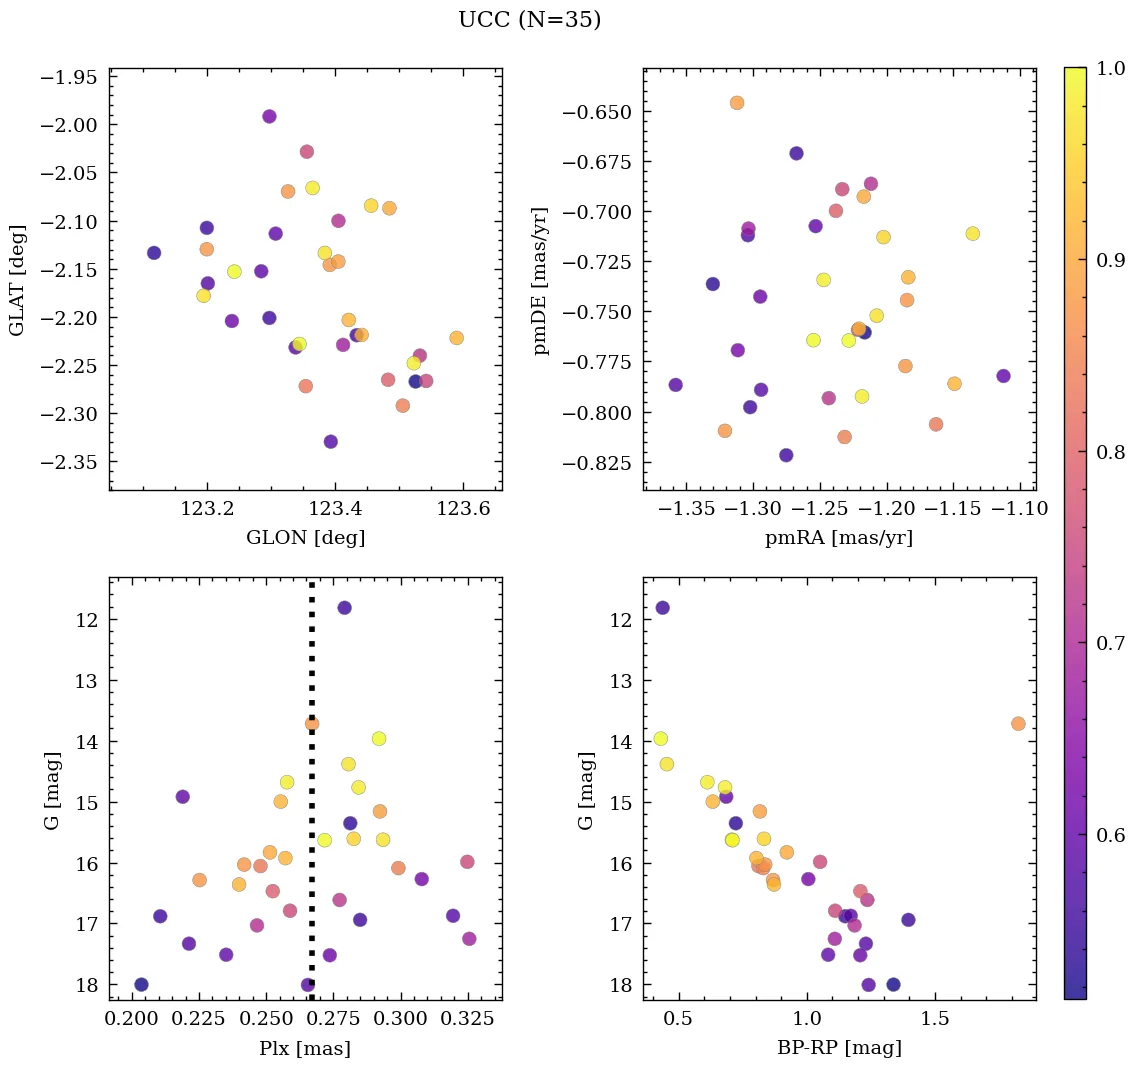 UCC (N=35)
−1.95
−2.00
−2.05
−2.10
−2.15
−2.20
−2.25
−2.30
−2.35
GLAT [deg]
123.2 123.4 123.6
GLON [deg]
−0.650
−0.675
−0.700
−0.725
−0.750
−0.775
−0.800
−0.825
pmDE [mas/yr]
−1.35 −1.30 −1.25 −1.20 −1.15 −1.10
pmRA [mas/yr]
12
13
14
15
16
17
18
G [mag]
0.200 0.225 0.250 0.275 0.300 0.325
Plx [mas]
12
13
14
15
16
17
18
G [mag]
0.5 1.0 1.5
BP-RP [mag]
1.0
0.9
0.8
0.7
0.6